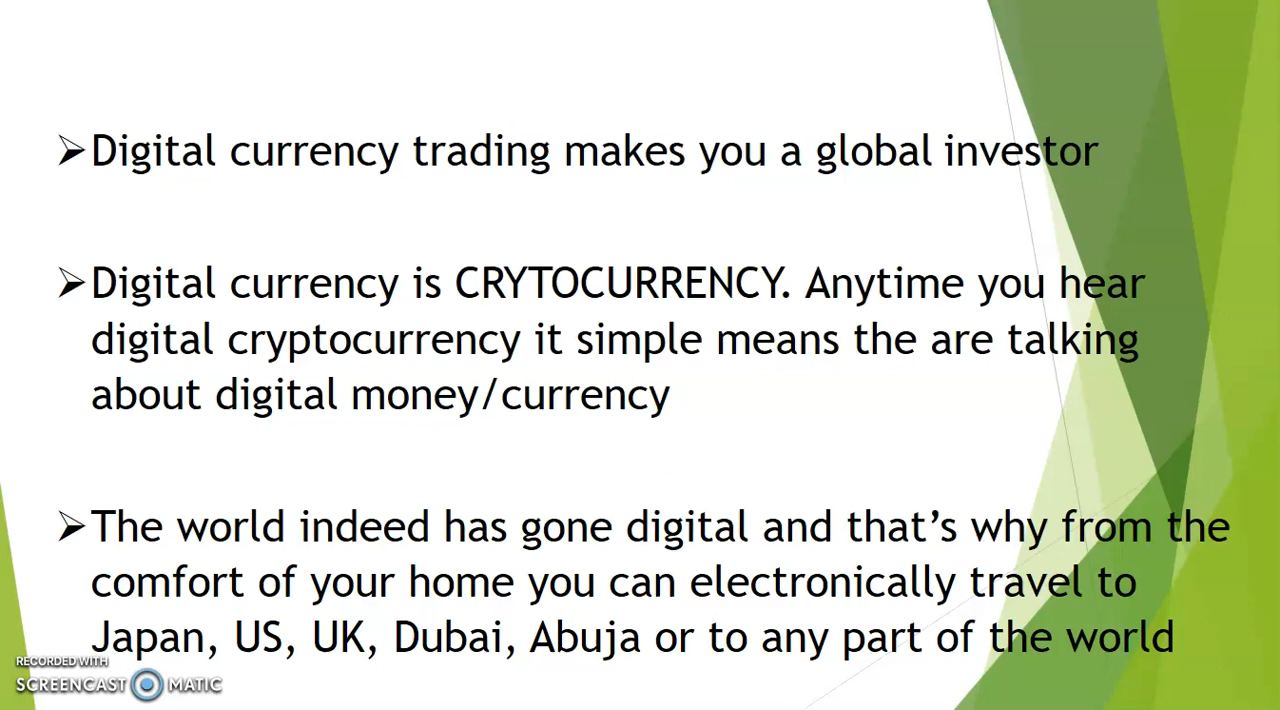 ➢Digital currency trading makes you a global investor
➢Digital currency is CRYTOCURRENCY. Anytime you hear
digital cryptocurrency it simple means the are talking
about digital money/currency
➢The world indeed has gone digital and that’s why from the
comfort of your home you can electronically travel to
Japan, US, UK, Dubai, Abuja or to any part of the world
RECORDED WITH
SCREENCAST MATIC